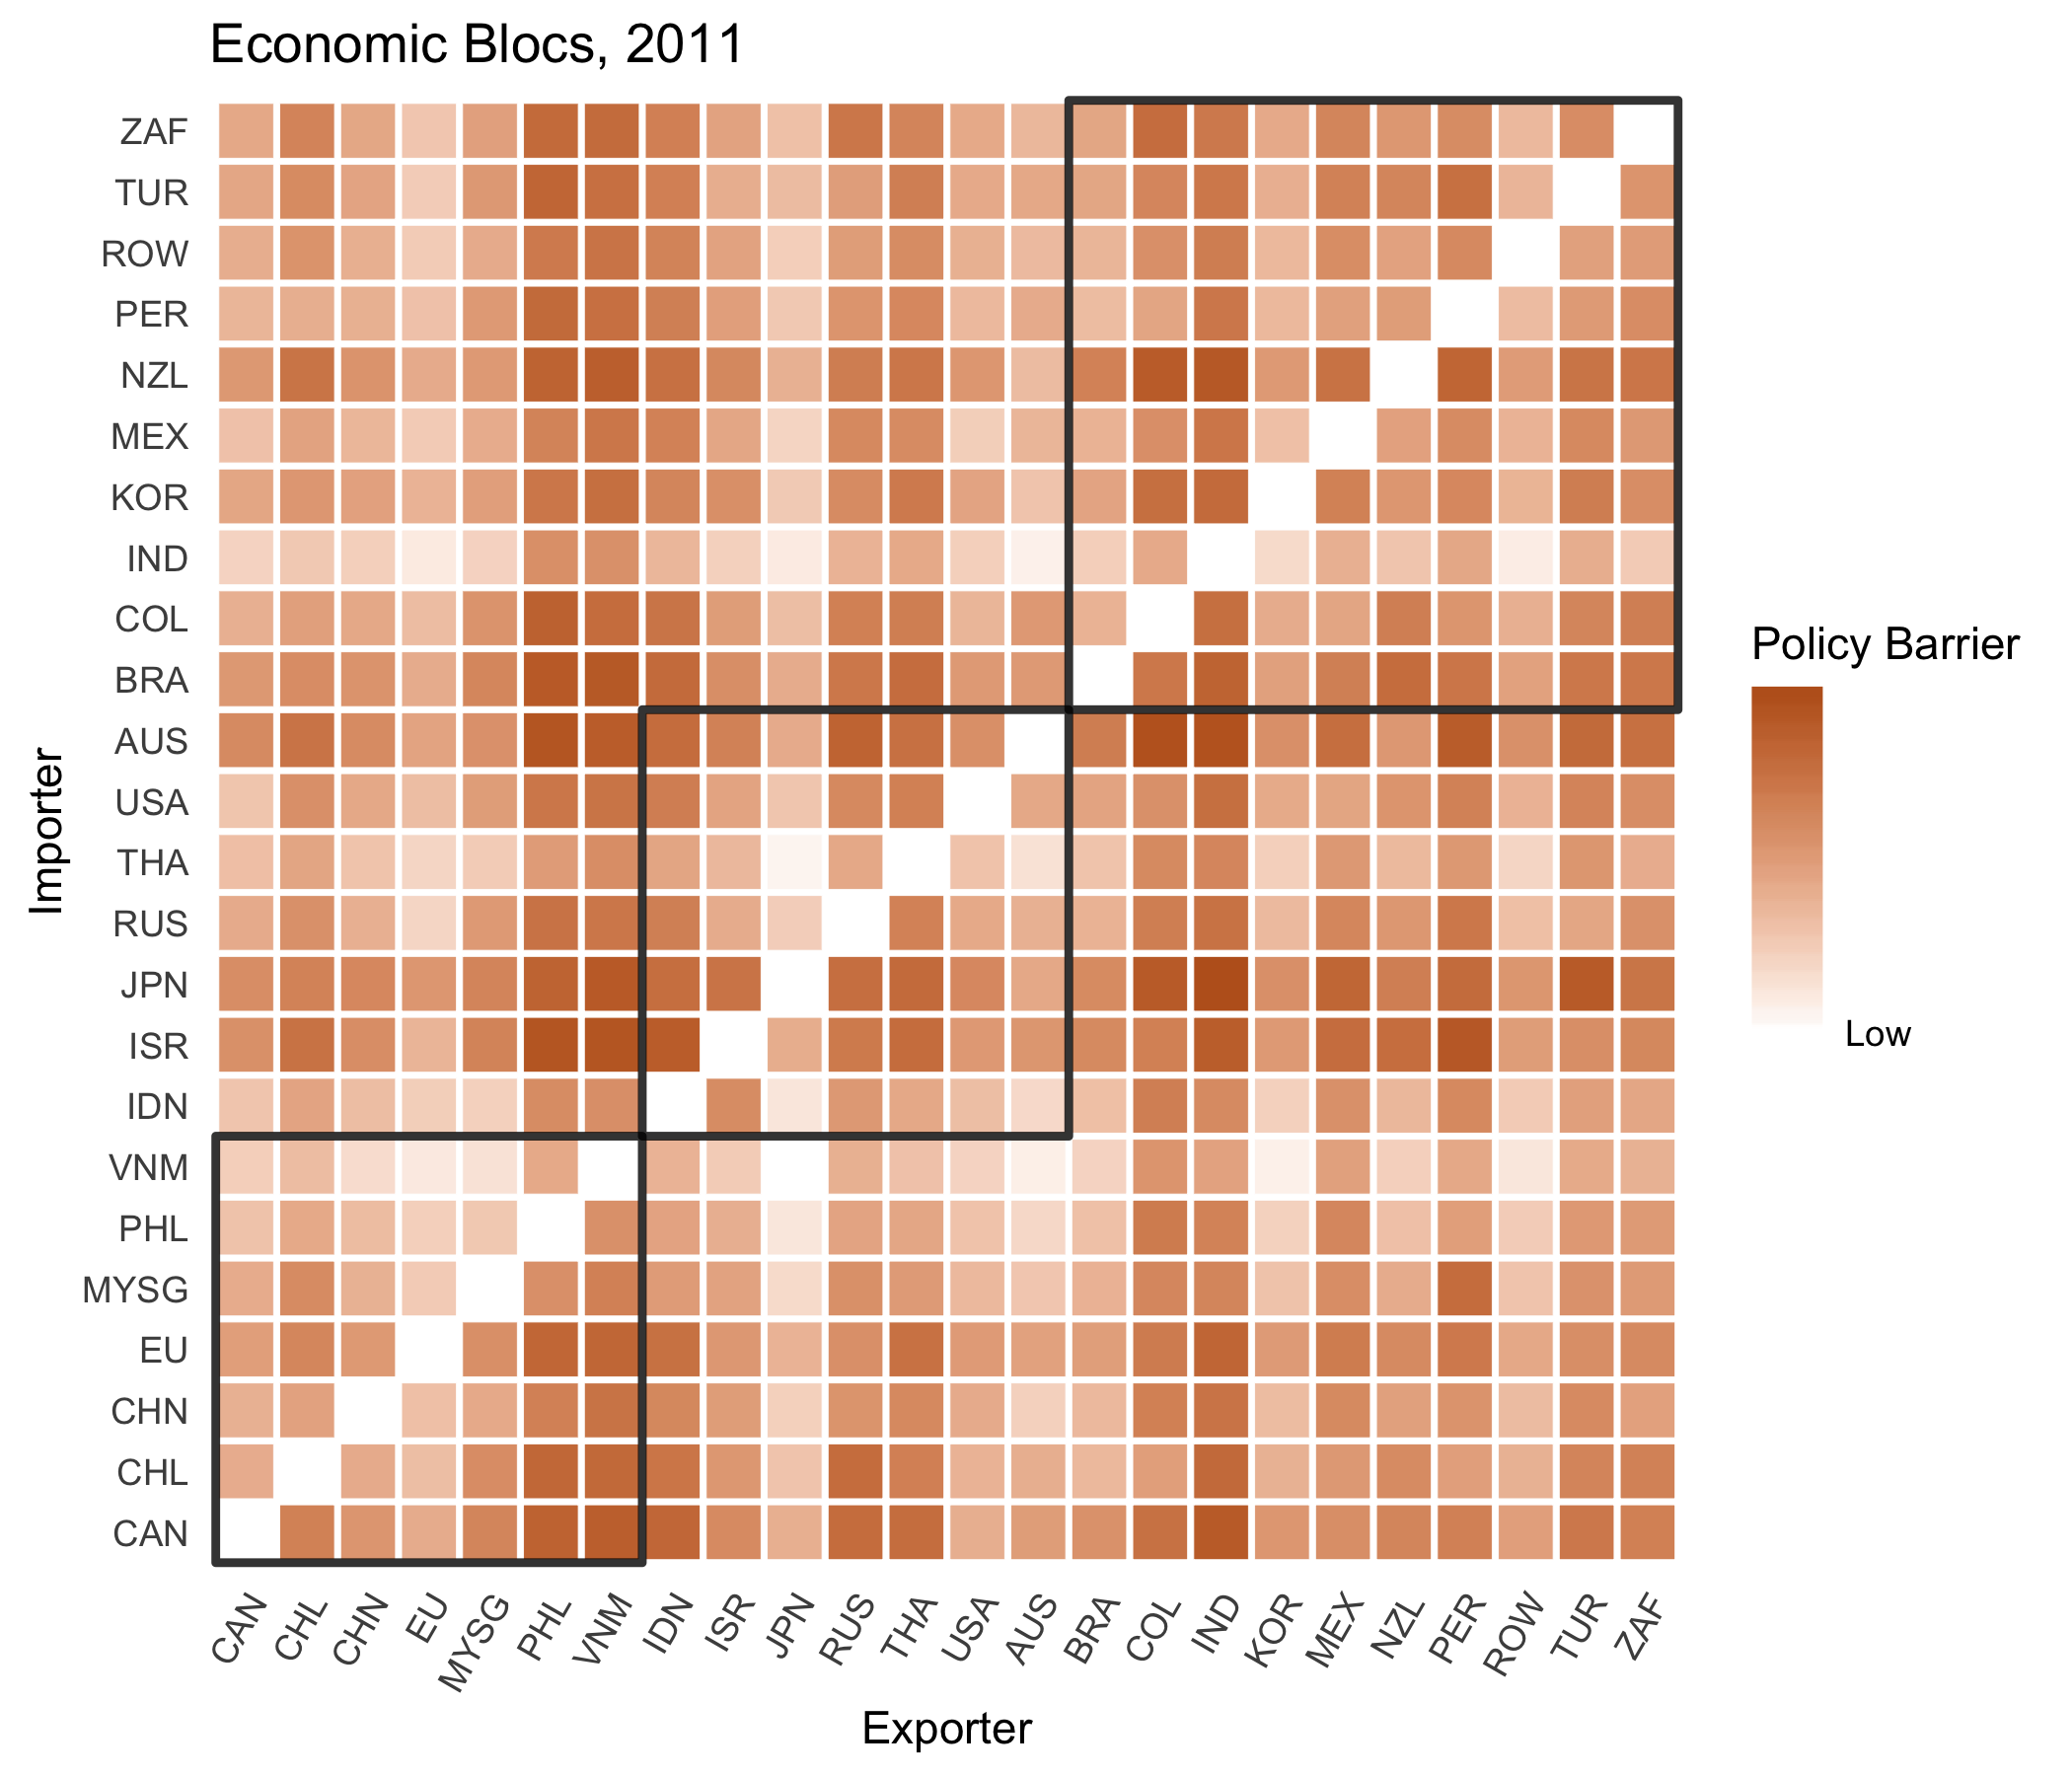 Economic Blocs, 2011
ZAF
TUR
ROW
PER
NZL
MEX
KOR
IND
COL
BRA
AUS
USA
THA
RUS
JPN
ISR
IDN
VNM
PHL
MYSG
EU
CHN
CHL
CAN
Importer
CAN CHL CHN EU MYSG PHL VNM IDN ISR JPN RUS THA USA AUS BRA COL IND KOR MEX NZL PER ROW TUR ZAF
Exporter
Policy Barrier
Low